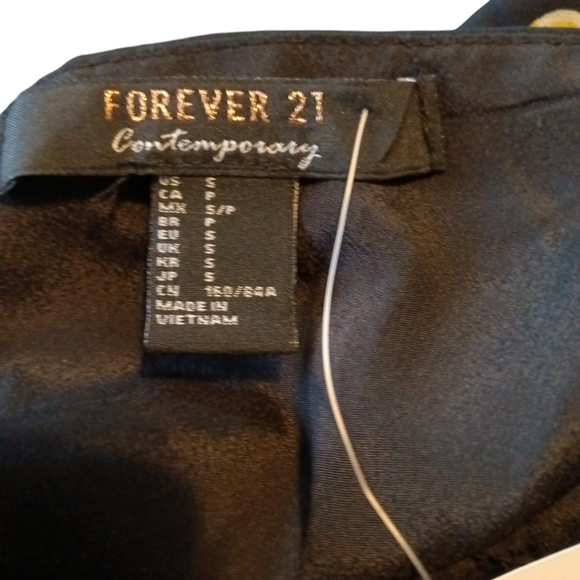 FOREVER 21
Contemporary
US S
CA P
MX S/P
BR P
EU S
UK S
KR S
JP S
CN 160/84A
MADE IN
VIETNAM